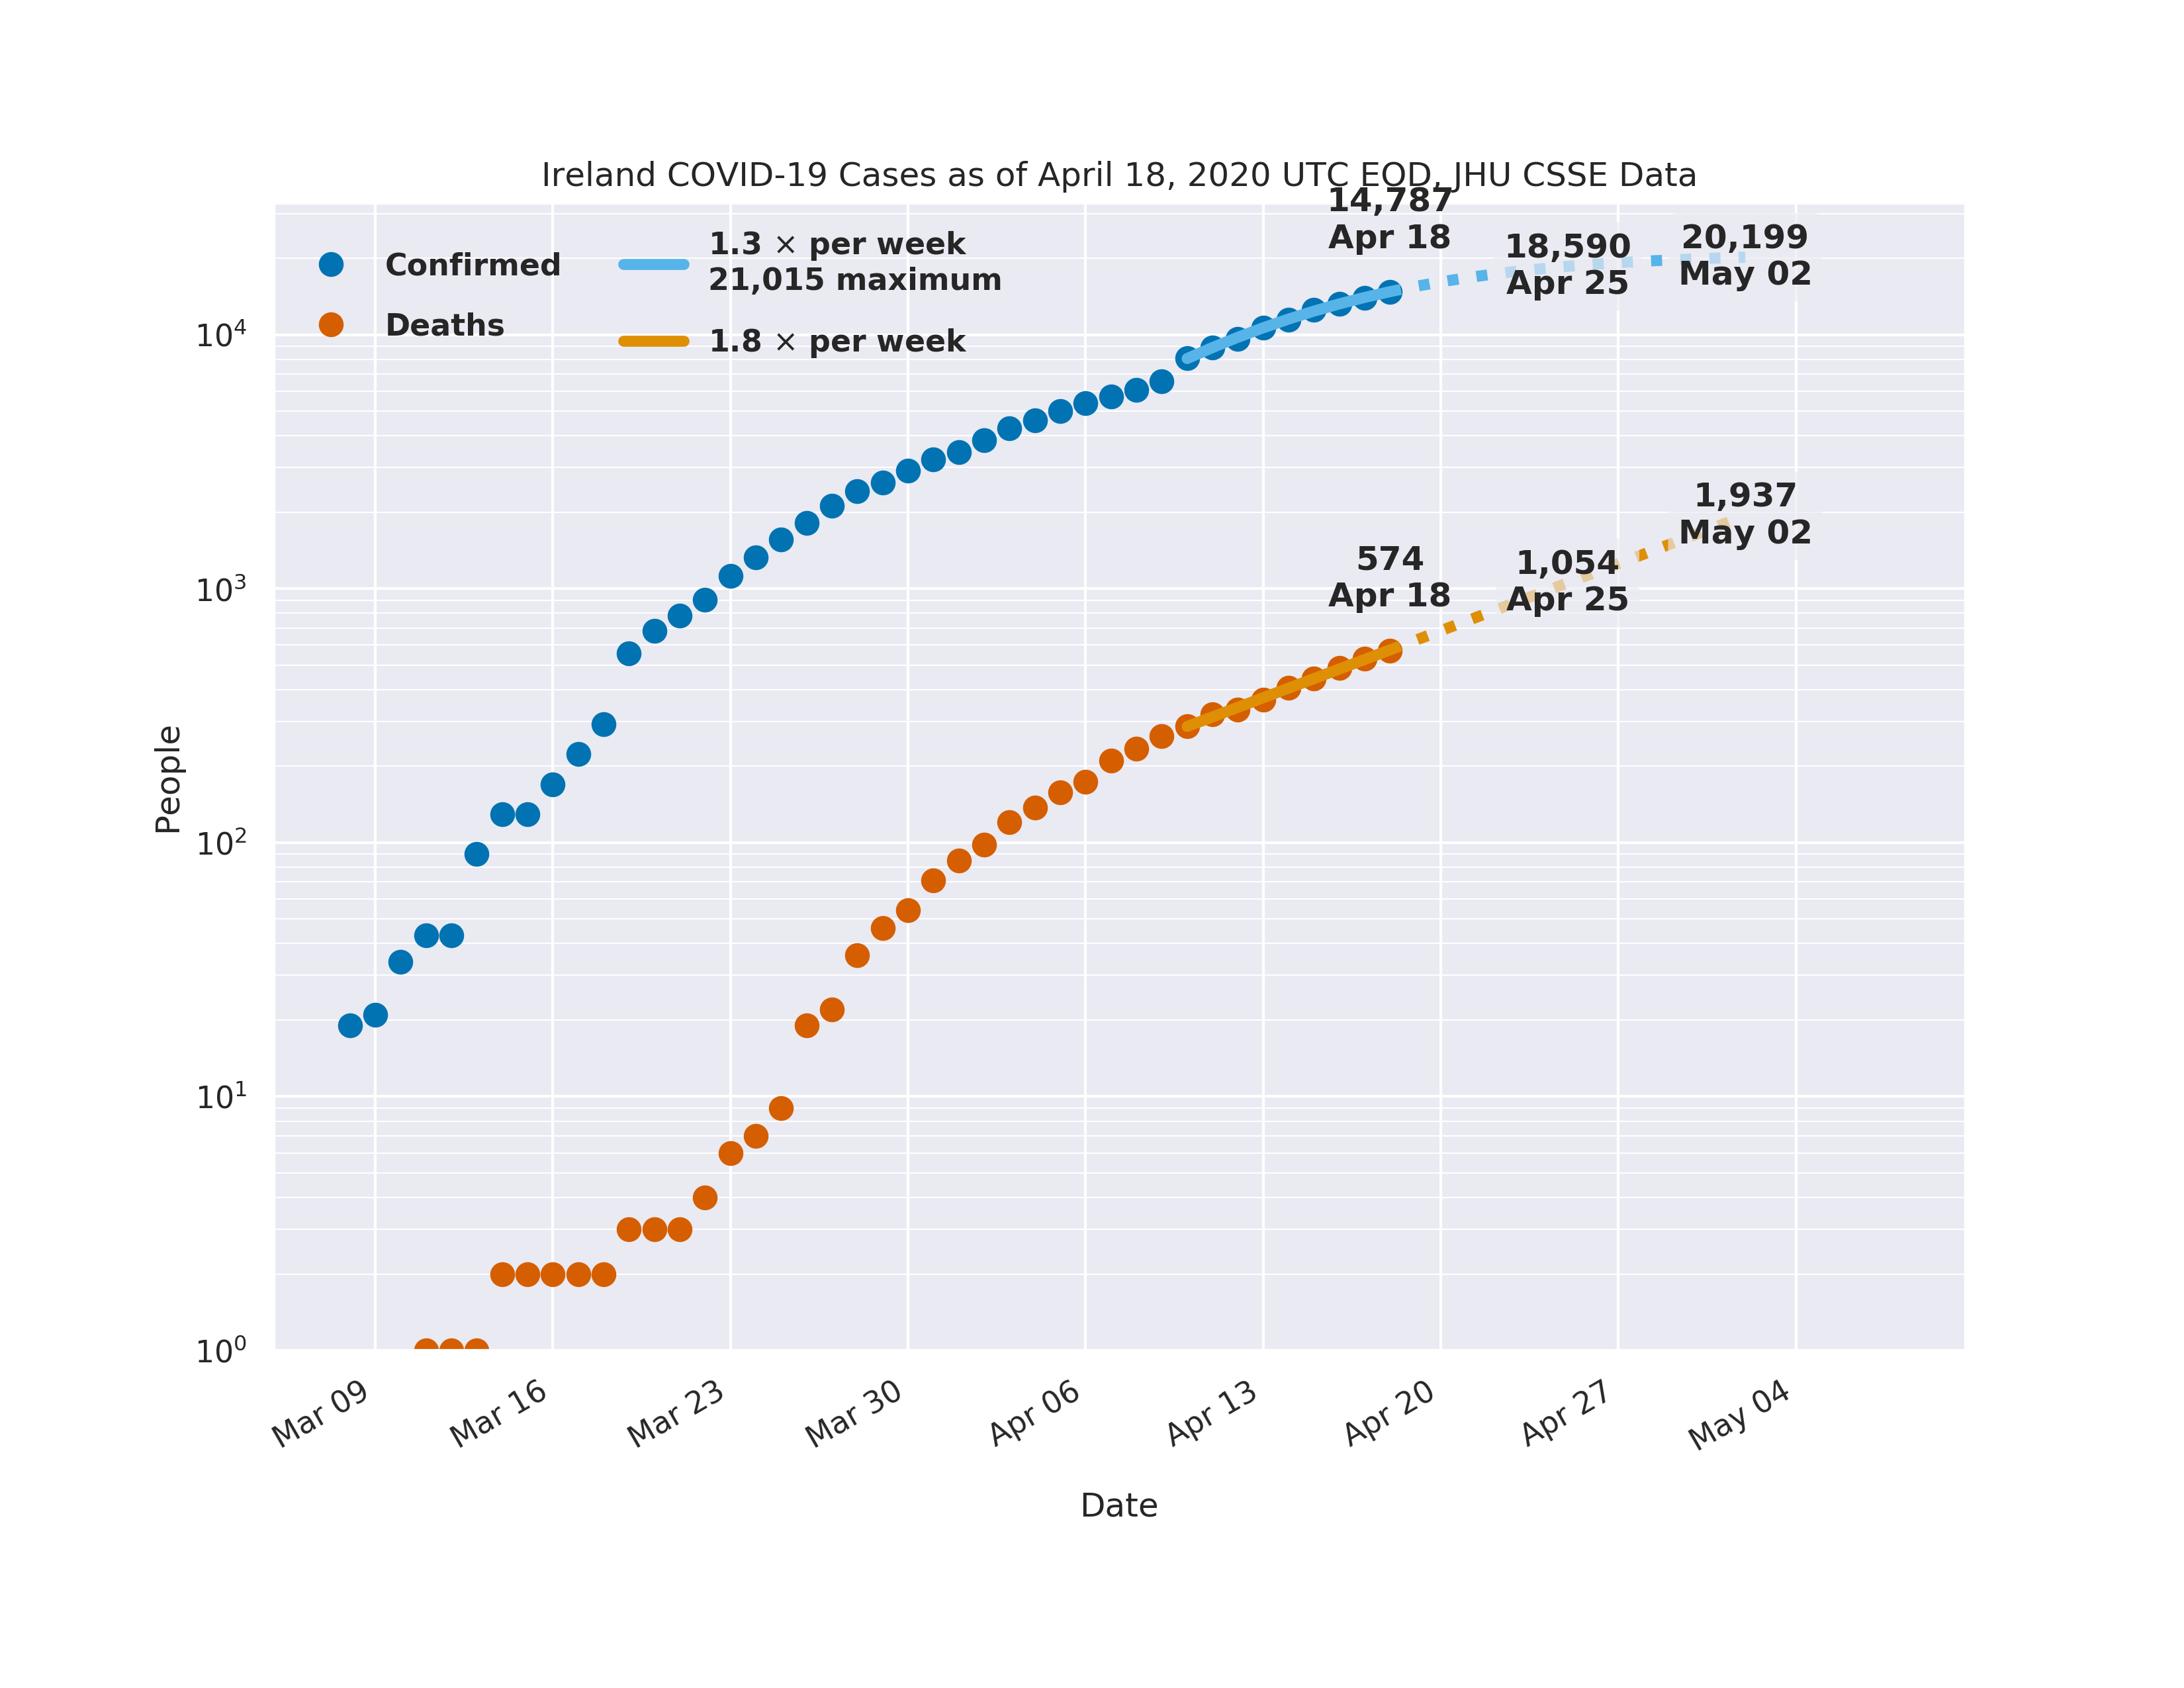 Ireland COVID-19 Cases as of April 18, 2020 UTC EOD, JHU CSSE Data
14,787
Apr 18
18,590
Apr 25
20,199
May 02
Confirmed
Deaths
1.3 × per week
21,015 maximum
1.8 × per week
1,937
May 02
574
Apr 18
1,054
Apr 25
People
10⁴
10³
10²
10¹
10⁰
Mar 09
Mar 16
Mar 23
Mar 30
Apr 06
Apr 13
Apr 20
Apr 27
May 04
Date